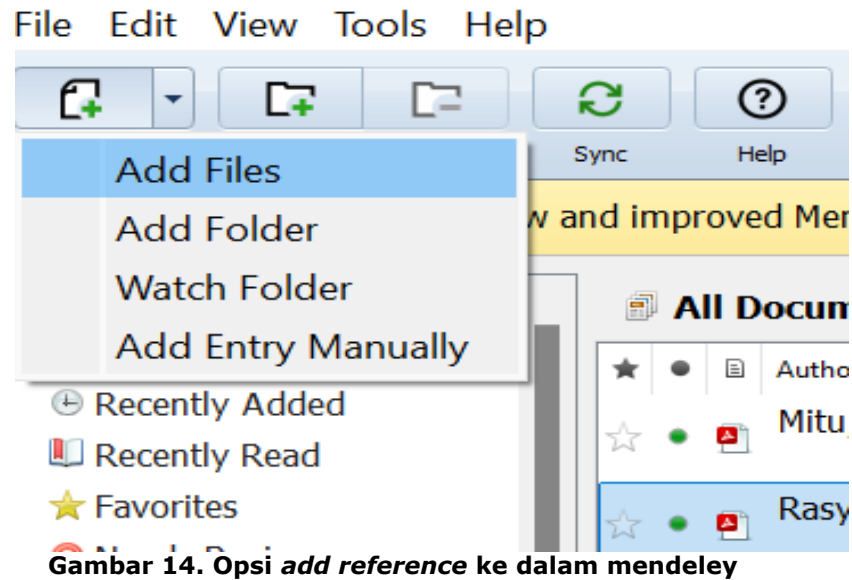 File Edit View Tools Help
Sync Help
Add Files
w and improved Mer
Add Folder
Watch Folder
All Docum
Add Entry Manually
Autho
Recently Added
Mitu
Recently Read
Favorites
Rasy
Gambar 14. Opsi add reference ke dalam mendeley